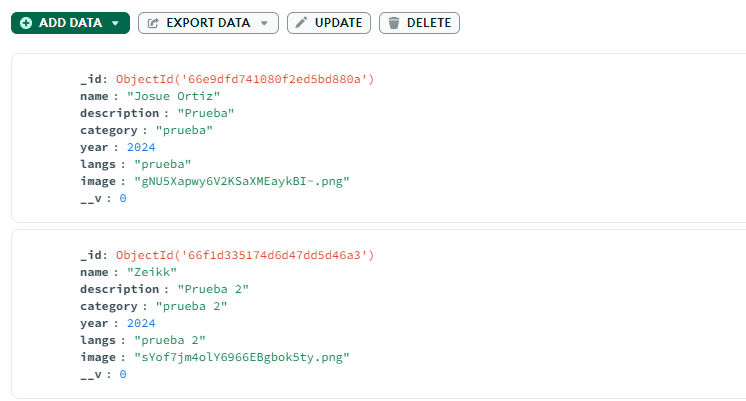 ADD DATA EXPORT DATA UPDATE DELETE
_id: ObjectId('66e9dfd741080f2ed5bd880a')
name : "Josue Ortiz"
description : "Prueba"
category : "prueba"
year : 2024
langs : "prueba"
image : "gNU5Xapwy6V2KSaXMEaykBI-.png"
__v : 0
_id: ObjectId('66f1d335174d6d47dd5d46a3')
name : "Zeikk"
description : "Prueba 2"
category : "prueba 2"
year : 2024
langs : "prueba 2"
image : "sYof7jm4olY6966EBgbok5ty.png"
__v : 0